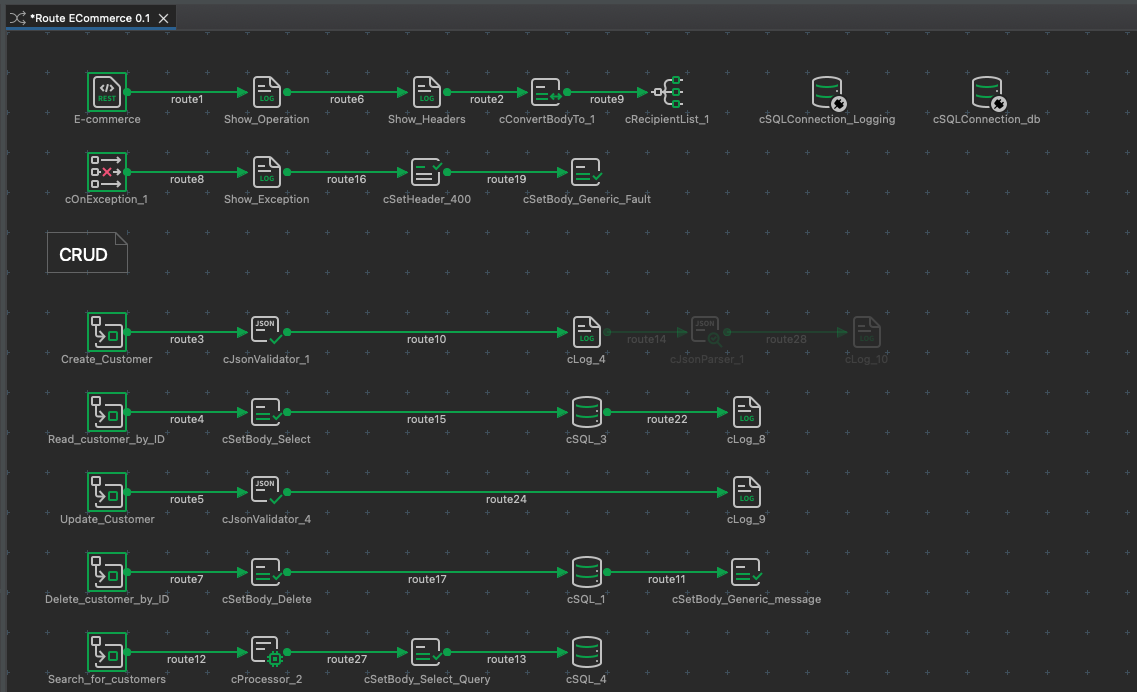 *Route ECommerce 0.1
REST
LOG
LOG
route1
route6
route2
route9
E-commerce
Show_Operation
Show_Headers
cConvertBodyTo_1
cRecipientList_1
cSQLConnection_Logging
cSQLConnection_db
LOG
route8
route16
route19
cOnException_1
Show_Exception
cSetHeader_400
cSetBody_Generic_Fault
CRUD
JSON
LOG
JSON
LOG
route3
route10
route14
route28
Create_Customer
cJsonValidator_1
cLog_4
cJsonParser_1
cLog_10
LOG
route4
route15
route22
Read_customer_by_ID
cSetBody_Select
cSQL_3
cLog_8
JSON
LOG
route5
route24
Update_Customer
cJsonValidator_4
cLog_9
route7
route17
route11
Delete_customer_by_ID
cSetBody_Delete
cSQL_1
cSetBody_Generic_message
route12
route27
route13
Search_for_customers
cProcessor_2
cSetBody_Select_Query
cSQL_4